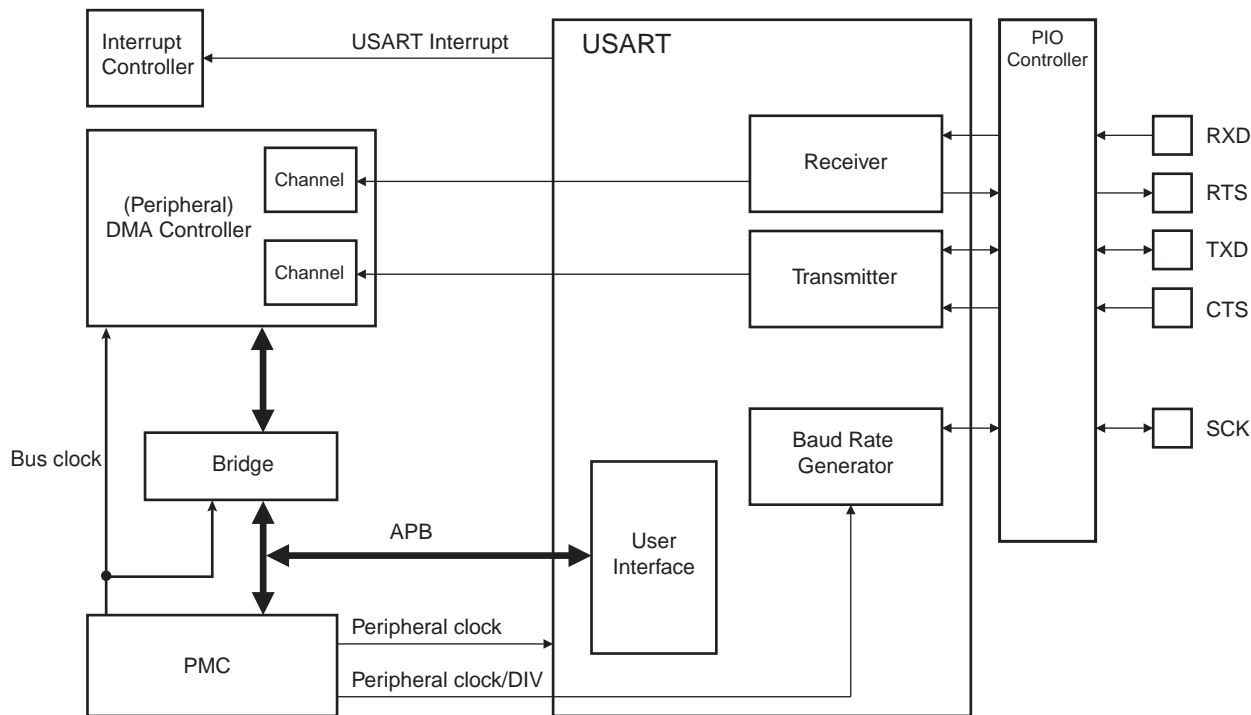 Interrupt
Controller
USART Interrupt
USART
PIO
Controller
(Peripheral)
DMA Controller
Channel
Channel
Receiver
Transmitter
RXD
RTS
TXD
CTS
SCK
Baud Rate
Generator
Bus clock
Bridge
APB
User
Interface
PMC
Peripheral clock
Peripheral clock/DIV